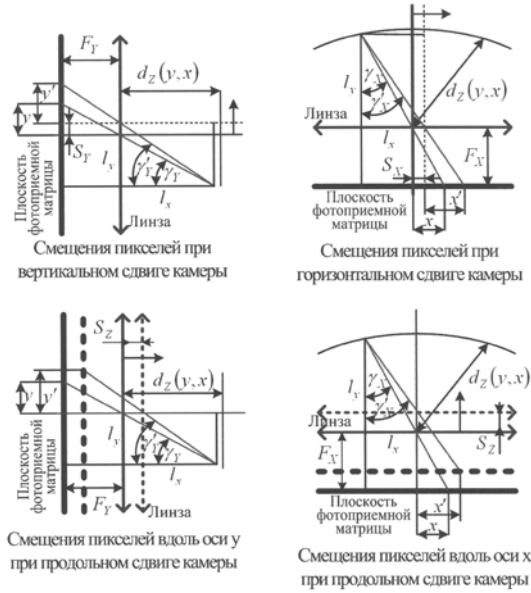 F_Y
d_Z(y,x)
y
y'
S_Y
l_y
γ'_Y
γ_Y
l_x
Линза
Плоскость
фотоприемной
матрицы
Смещения пикселей при
вертикальном сдвиге камеры
l_y
γ_X
γ'_X
d_Z(y,x)
Линза
l_x
S_X
F_X
x'
x
Плоскость
фотоприемной
матрицы
Смещения пикселей при
горизонтальном сдвиге камеры
S_Z
d_Z(y,x)
y
y'
l_y
γ'_Y
γ_Y
l_x
F_Y
Линза
Плоскость
фотоприемной
матрицы
Смещения пикселей вдоль оси y
при продольном сдвиге камеры
l_y
γ_X
d_Z(y,x)
Линза
l_x
S_Z
F_X
x'
x
Плоскость
фотоприемной
матрицы
Смещения пикселей вдоль оси x
при продольном сдвиге камеры